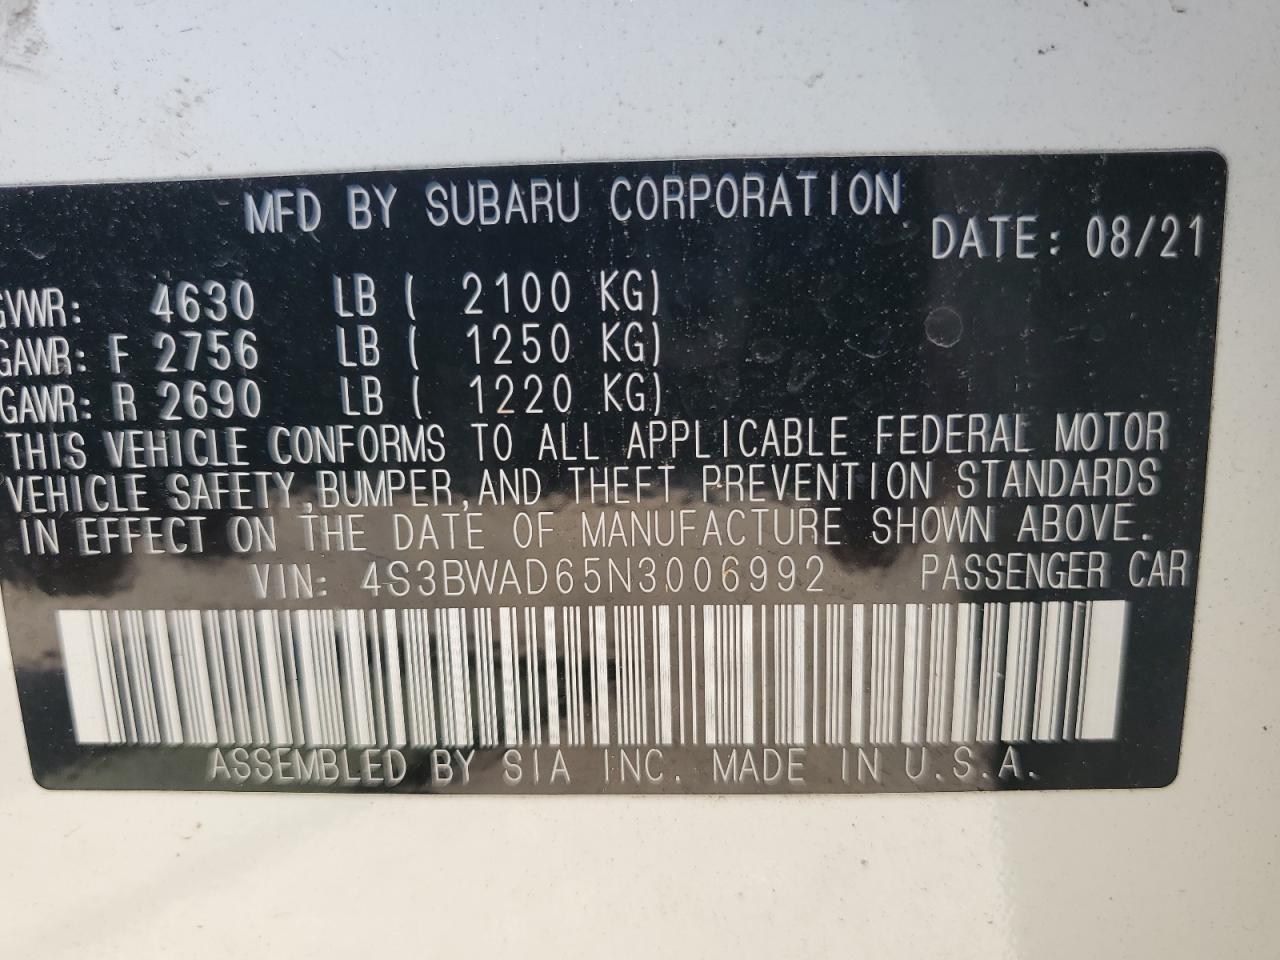 MFD BY SUBARU CORPORATION
DATE: 08/21
GVWR: 4630 LB ( 2100 KG)
GAWR: F 2756 LB ( 1250 KG)
GAWR: R 2690 LB ( 1220 KG)
THIS VEHICLE CONFORMS TO ALL APPLICABLE FEDERAL MOTOR
VEHICLE SAFETY, BUMPER, AND THEFT PREVENTION STANDARDS
IN EFFECT ON THE DATE OF MANUFACTURE SHOWN ABOVE.
VIN: 4S3BWAD65N3006992 PASSENGER CAR
ASSEMBLED BY SIA INC. MADE IN U.S.A.